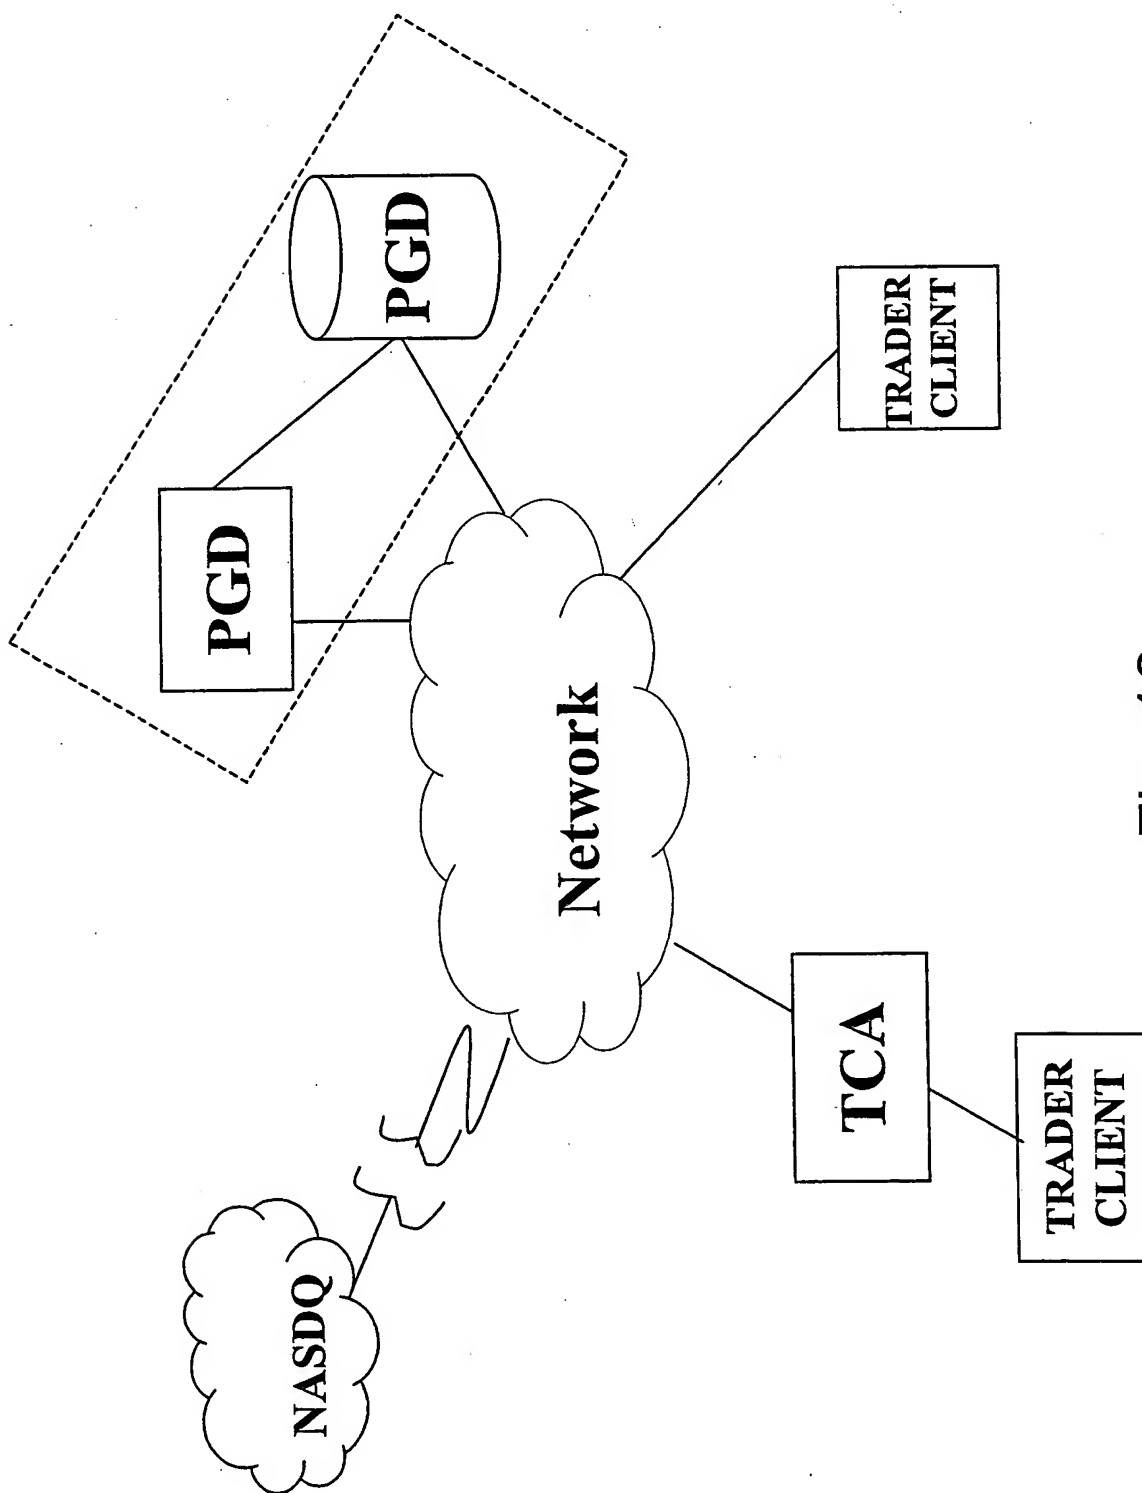 PGD
PGD
Network
NASDQ
TRADER
CLIENT
TCA
TRADER
CLIENT